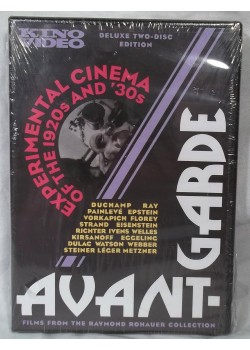 KINO
VIDEO
DELUXE TWO-DISC
EDITION
EXPERIMENTAL CINEMA
OF THE 1920s AND '30s
DUCHAMP RAY
PAINLEVÉ EPSTEIN
VORKAPICH FLOREY
STRAND EISENSTEIN
RICHTER IVENS WELLES
KIRSANOFF EGGELING
DULAC WATSON WEBBER
STEINER LÉGER METZNER
AVANT-
GARDE
FILMS FROM THE RAYMOND ROHAUER COLLECTION